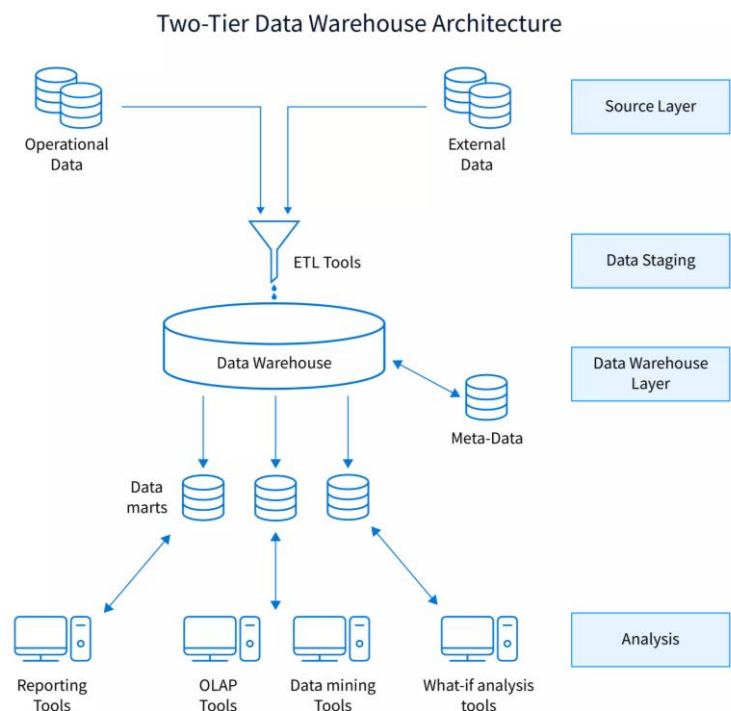 Two-Tier Data Warehouse Architecture
Operational
Data
External
Data
Source Layer
ETL Tools
Data Staging
Data Warehouse
Data Warehouse
Layer
Meta-Data
Data
marts
Reporting
Tools
OLAP
Tools
Data mining
Tools
What-if analysis
tools
Analysis